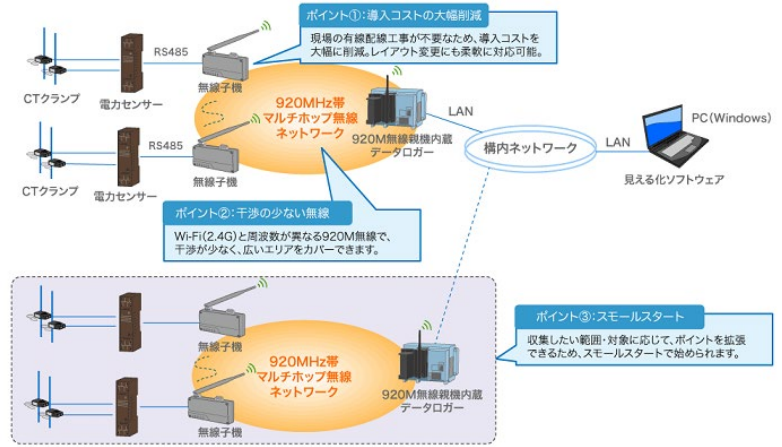 ポイント①:導入コストの大幅削減
現場の有線配線工事が不要なため、導入コストを
大幅に削減。レイアウト変更にも柔軟に対応可能。
RS485
CTクランプ
電力センサー
無線子機
920MHz帯
マルチホップ無線
ネットワーク
920M無線親機内蔵
データロガー
LAN
構内ネットワーク
LAN
PC(Windows)
見える化ソフトウェア
RS485
CTクランプ
電力センサー
無線子機
ポイント②:干渉の少ない無線
Wi-Fi(2.4G)と周波数が異なる920M無線で、
干渉が少なく、広いエリアをカバーできます。
無線子機
920MHz帯
マルチホップ無線
ネットワーク
920M無線親機内蔵
データロガー
無線子機
ポイント③:スモールスタート
収集したい範囲・対象に応じて、ポイントを拡張
できるため、スモールスタートで始められます。